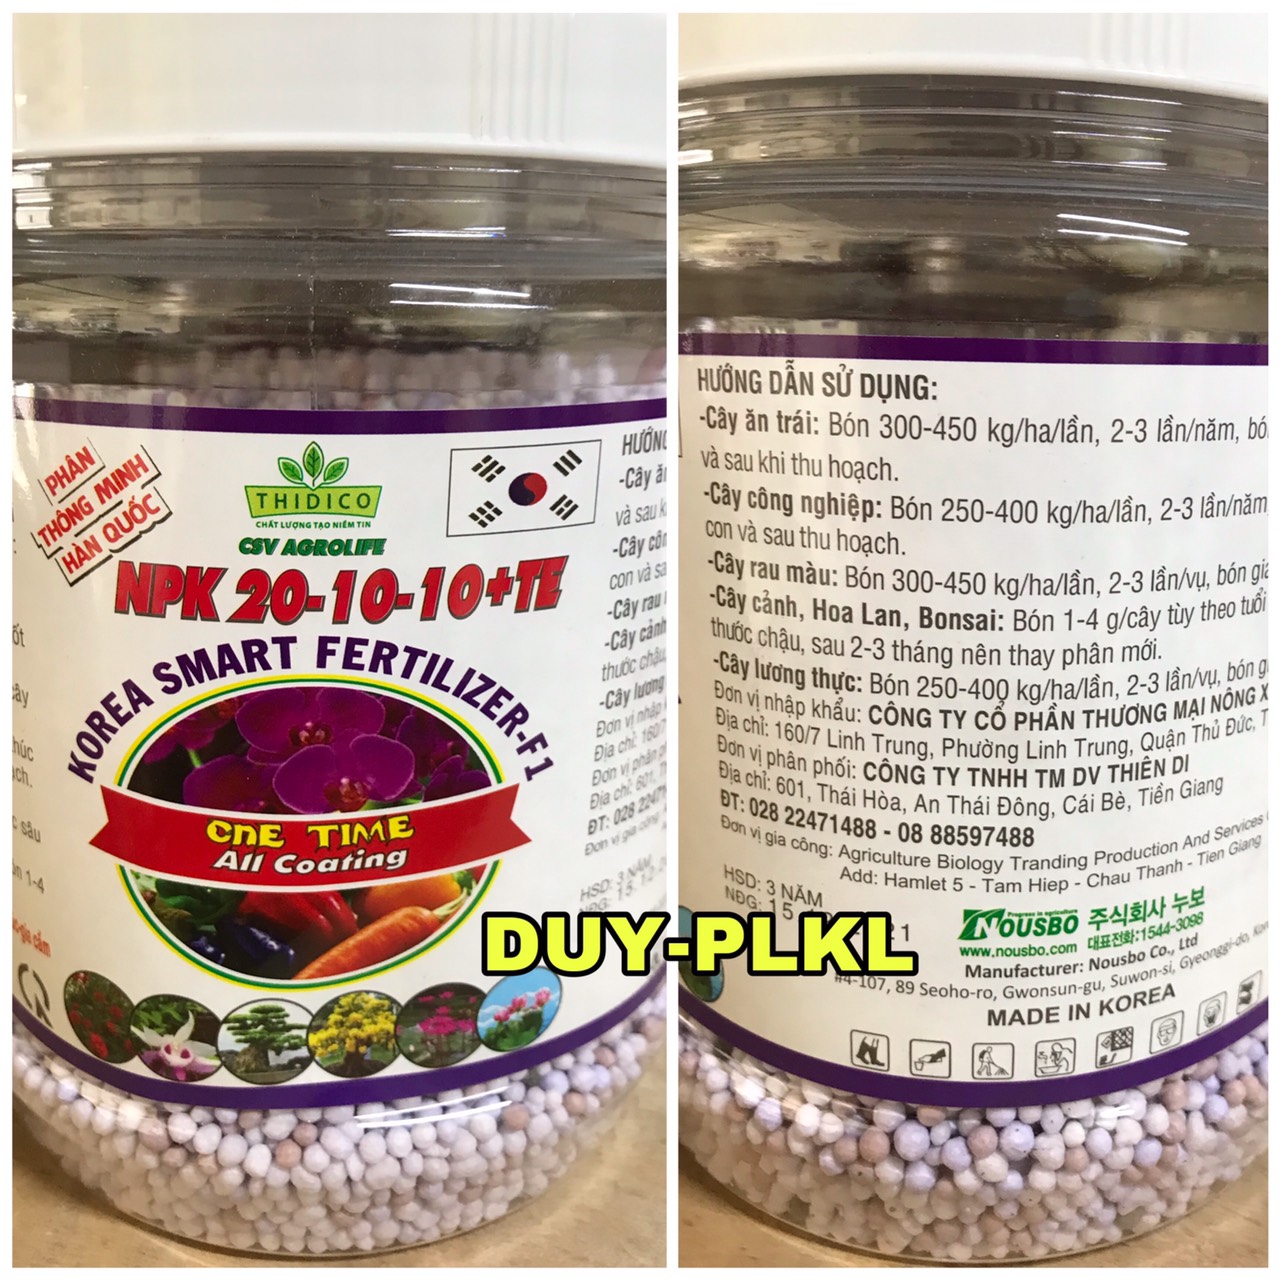 PHÂN
THÔNG MINH
HÀN QUỐC
THIDICO
CHẤT LƯỢNG TẠO NIỀM TIN
CSV AGROLIFE
NPK 20-10-10+TE
KOREA SMART FERTILIZER-F1
One TIME
All Coating
DUY-PLKL
HƯỚNG DẪN SỬ DỤNG:
-Cây ăn trái: Bón 300-450 kg/ha/lần, 2-3 lần/năm,
và sau khi thu hoạch.
-Cây công nghiệp: Bón 250-400 kg/ha/lần, 2-3 lần/năm
con và sau thu hoạch.
-Cây rau màu: Bón 300-450 kg/ha/lần, 2-3 lần/vụ, bón
-Cây cảnh, Hoa Lan, Bonsai: Bón 1-4 g/cây tùy theo tuổi
thước chậu, sau 2-3 tháng nên thay phân mới.
-Cây lương thực: Bón 250-400 kg/ha/lần, 2-3 lần/vụ, bón
Đơn vị nhập khẩu: CÔNG TY CỔ PHẦN THƯƠNG MẠI NÔNG
Địa chỉ: 160/7 Linh Trung, Phường Linh Trung, Quận Thủ Đức,
Đơn vị phân phối: CÔNG TY TNHH TM DV THIÊN DI
Địa chỉ: 601, Thái Hòa, An Thái Đông, Cái Bè, Tiền Giang
ĐT: 028 22471488 - 08 88597488
Đơn vị gia công: Agriculture Biology Tranding Production And Services
Add: Hamlet 5 - Tam Hiep - Chau Thanh - Tien Giang
HSD: 3 NĂM
NĐG: 15
NOUSBO 주식회사 누보
Progress in agriculture
www.nousbo.com 대표전화:1544-3098
Manufacturer: Nousbo Co., Ltd
#4-107, 89 Seoho-ro, Gwonsun-gu, Suwon-si, Gyeonggi-do,
MADE IN KOREA